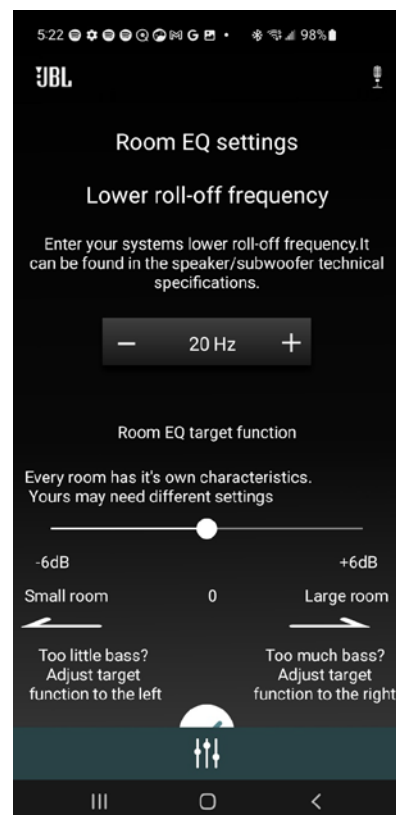 5:22 98%
JBL
Room EQ settings
Lower roll-off frequency
Enter your systems lower roll-off frequency.It
can be found in the speaker/subwoofer technical
specifications.
− 20 Hz +
Room EQ target function
Every room has it's own characteristics.
Yours may need different settings
-6dB +6dB
Small room 0 Large room
Too little bass? Too much bass?
Adjust target Adjust target
function to the left function to the right